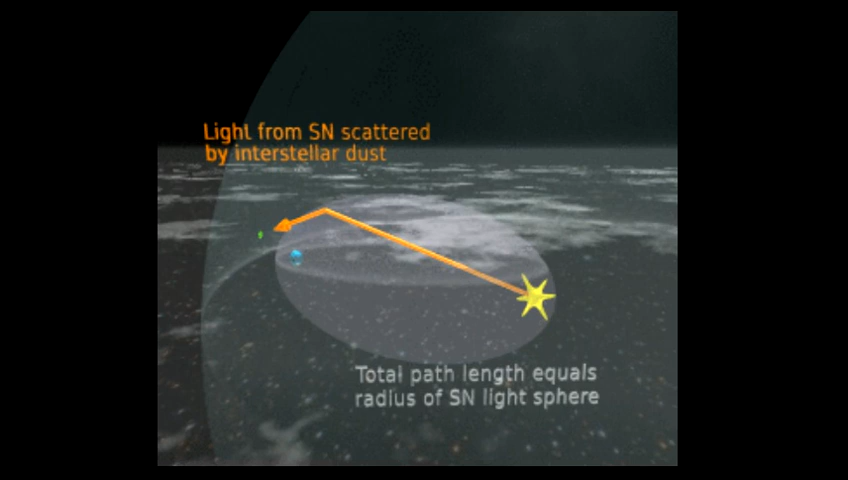 Light from SN scattered
by interstellar dust
Total path length equals
radius of SN light sphere